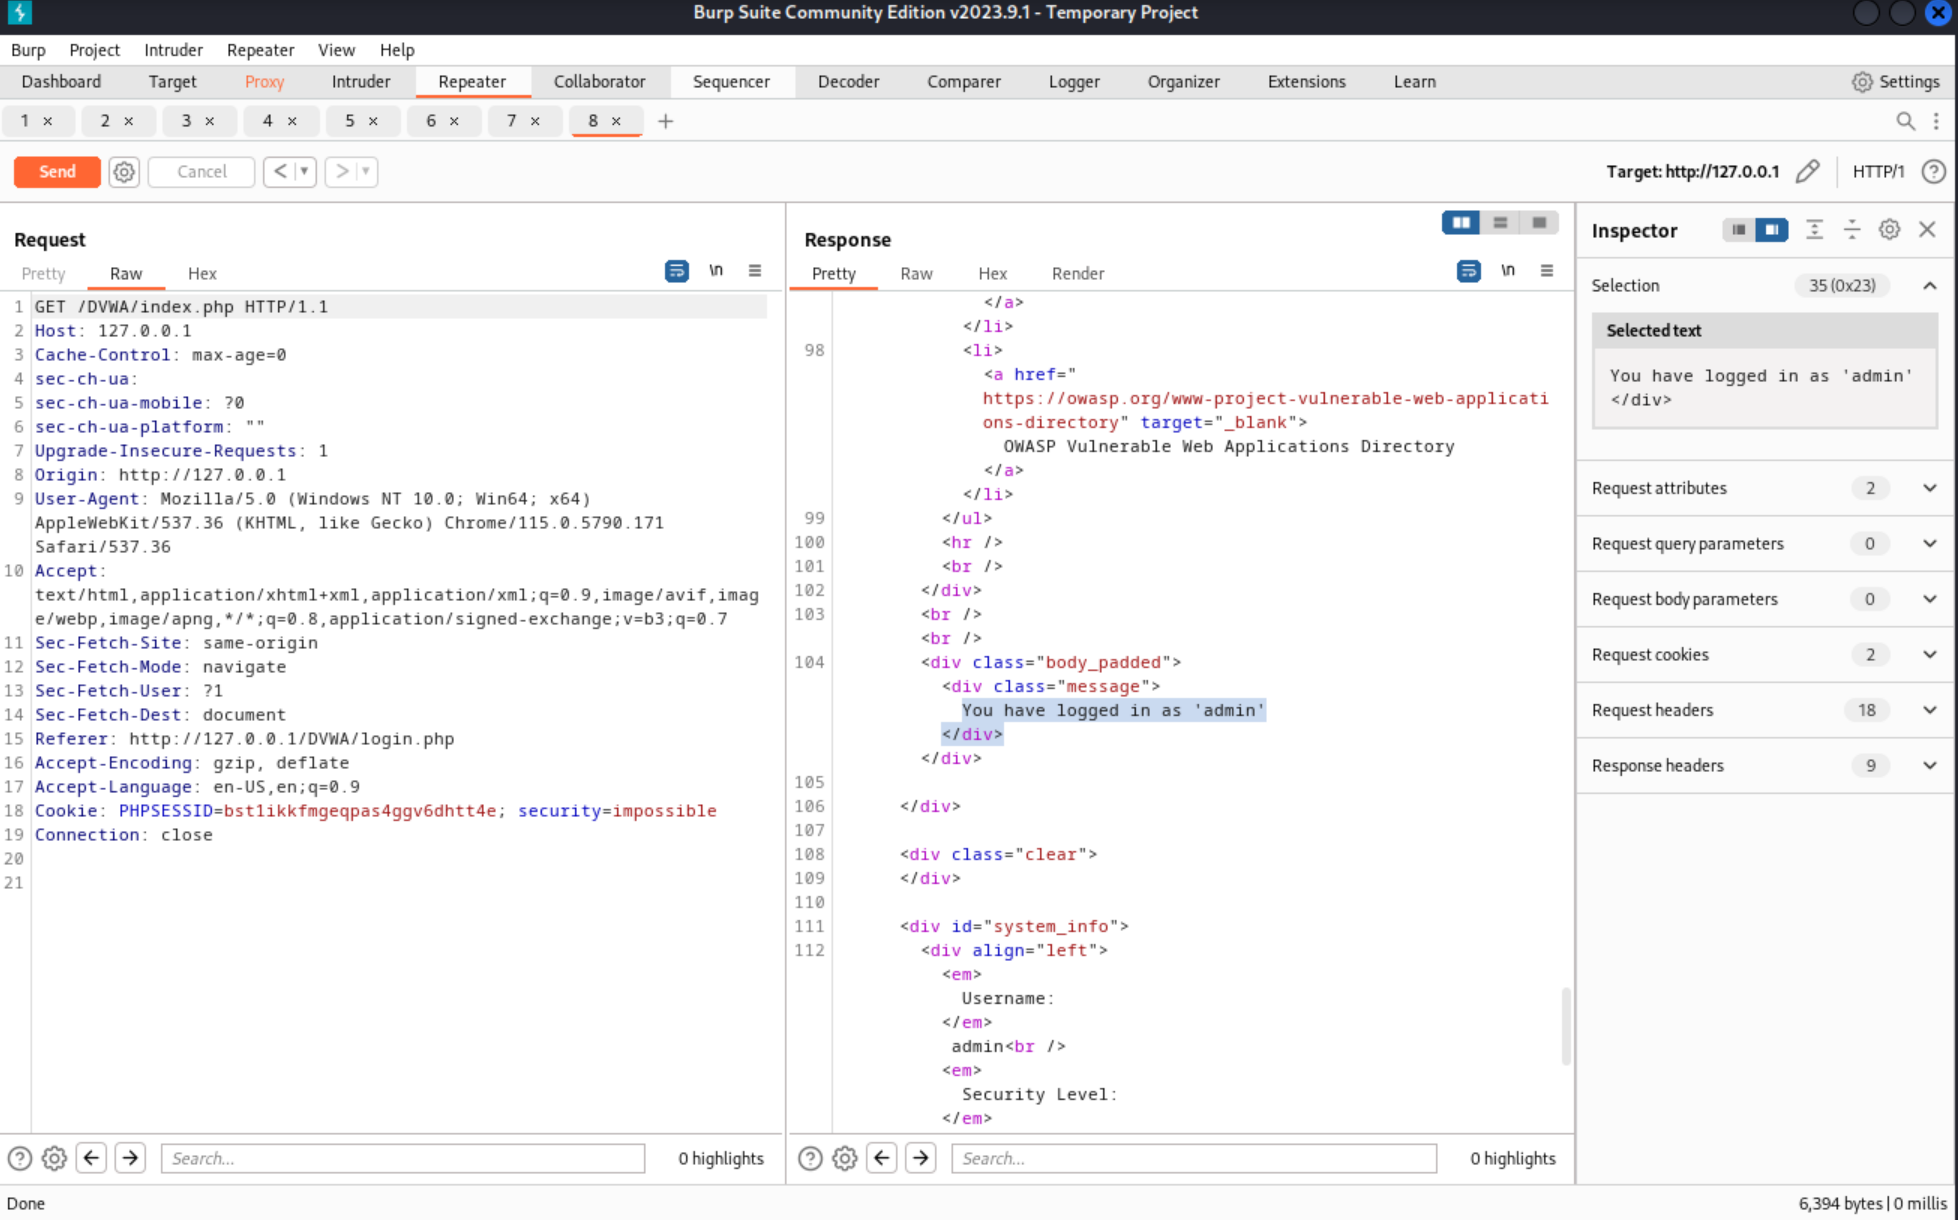 Burp Suite Community Edition v2023.9.1 - Temporary Project
Burp Project Intruder Repeater View Help
Dashboard Target Proxy Intruder Repeater Collaborator Sequencer Decoder Comparer Logger Organizer Extensions Learn Settings
1 × 2 × 3 × 4 × 5 × 6 × 7 × 8 × +
Send Cancel < > Target: http://127.0.0.1 HTTP/1 ?
Request
Pretty Raw Hex \n
1 GET /DVWA/index.php HTTP/1.1
2 Host: 127.0.0.1
3 Cache-Control: max-age=0
4 sec-ch-ua:
5 sec-ch-ua-mobile: ?0
6 sec-ch-ua-platform: ""
7 Upgrade-Insecure-Requests: 1
8 Origin: http://127.0.0.1
9 User-Agent: Mozilla/5.0 (Windows NT 10.0; Win64; x64)
AppleWebKit/537.36 (KHTML, like Gecko) Chrome/115.0.5790.171
Safari/537.36
10 Accept:
text/html,application/xhtml+xml,application/xml;q=0.9,image/avif,imag
e/webp,image/apng,*/*;q=0.8,application/signed-exchange;v=b3;q=0.7
11 Sec-Fetch-Site: same-origin
12 Sec-Fetch-Mode: navigate
13 Sec-Fetch-User: ?1
14 Sec-Fetch-Dest: document
15 Referer: http://127.0.0.1/DVWA/login.php
16 Accept-Encoding: gzip, deflate
17 Accept-Language: en-US,en;q=0.9
18 Cookie: PHPSESSID=bst1ikkfmgeqpas4ggv6dhtt4e; security=impossible
19 Connection: close
20
21
? Search... 0 highlights
Response
Pretty Raw Hex Render \n
</a>
</li>
98 <li>
<a href="
https://owasp.org/www-project-vulnerable-web-applicati
ons-directory" target="_blank">
OWASP Vulnerable Web Applications Directory
</a>
</li>
99 </ul>
100 <hr />
101 <br />
102 </div>
103 <br />
<br />
104 <div class="body_padded">
<div class="message">
You have logged in as 'admin'
</div>
</div>
105
106 </div>
107
108 <div class="clear">
109 </div>
110
111 <div id="system_info">
112 <div align="left">
<em>
Username:
</em>
admin<br />
<em>
Security Level:
</em>
? Search... 0 highlights
Inspector
Selection 35 (0x23)
Selected text
You have logged in as 'admin'
</div>
Request attributes 2
Request query parameters 0
Request body parameters 0
Request cookies 2
Request headers 18
Response headers 9
Done 6,394 bytes | 0 millis